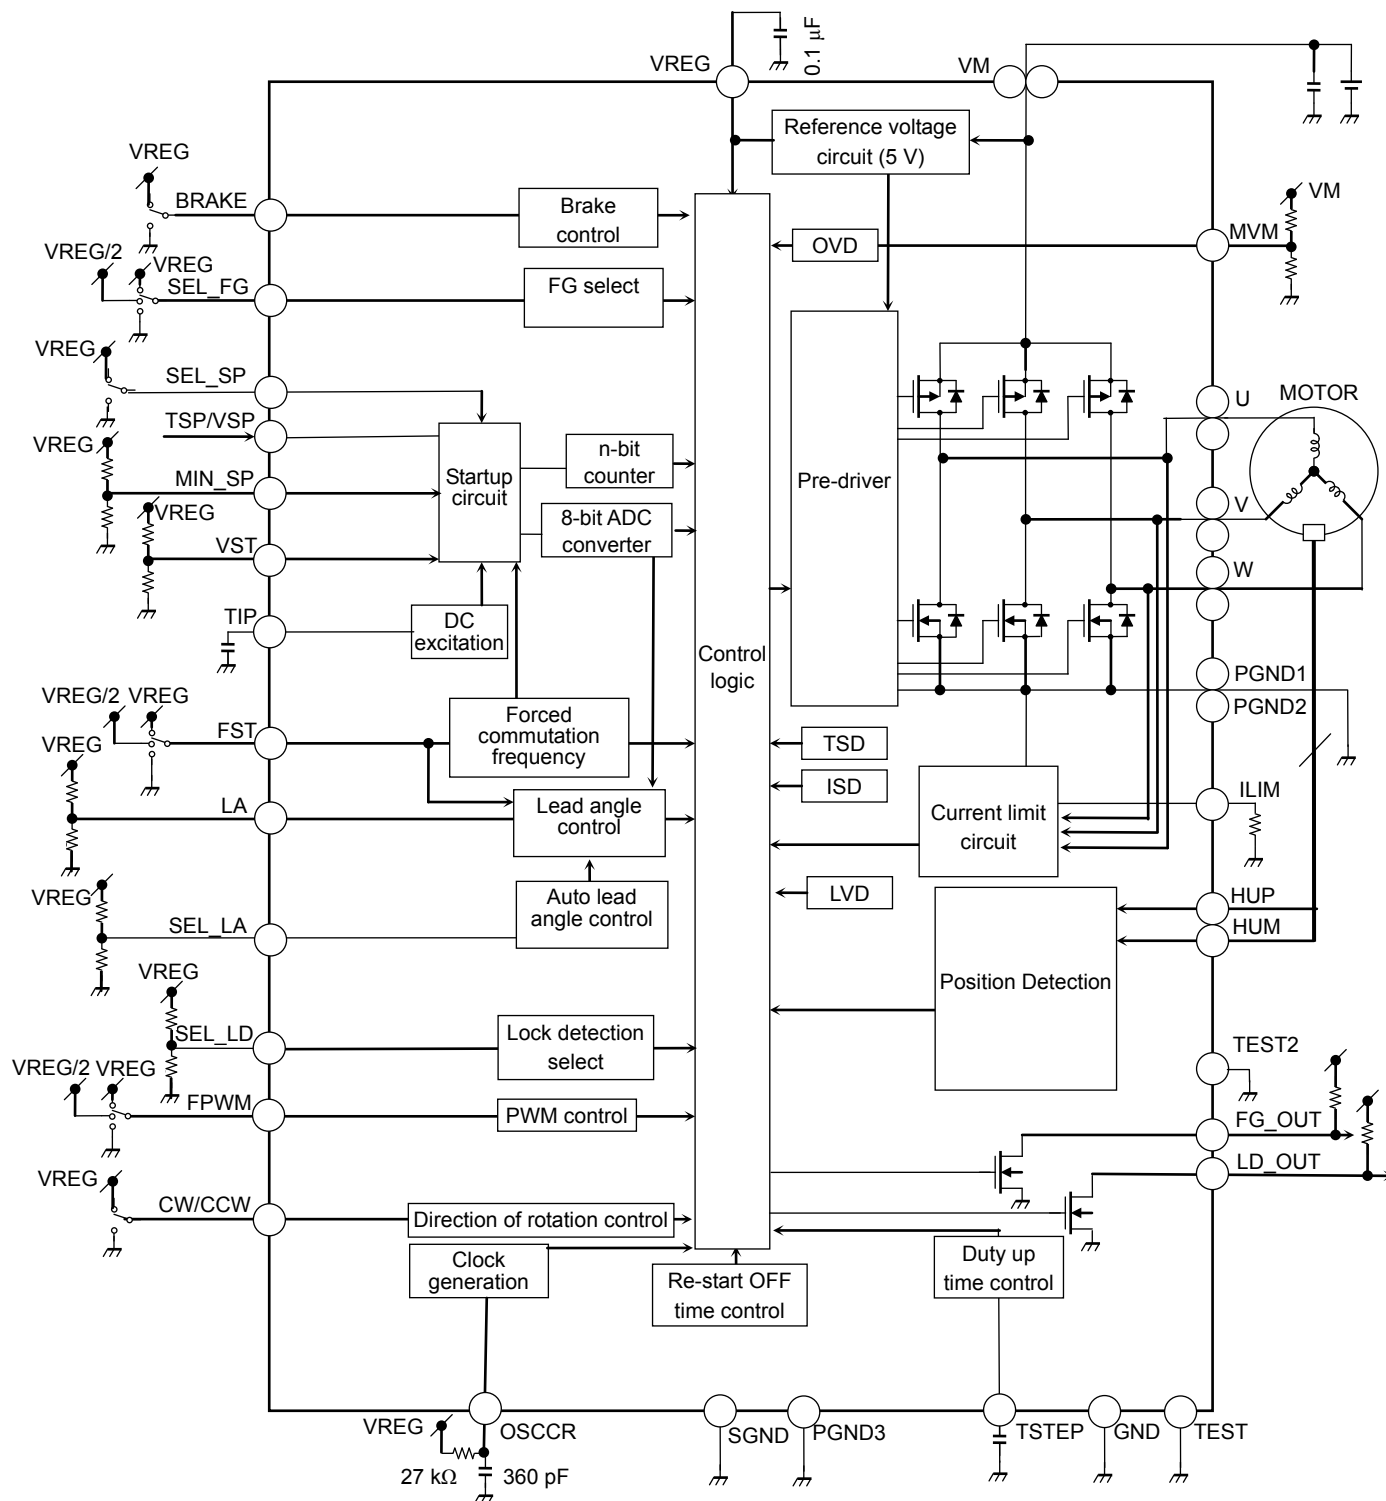 0.1 μF
VREG
VM
Reference voltage
circuit (5 V)
VREG
BRAKE
Brake
control
VM
MVM
OVD
VREG/2
VREG
SEL_FG
FG select
VREG
SEL_SP
TSP/VSP
VREG
MIN_SP
VREG
VST
Startup
circuit
n-bit
counter
8-bit ADC
converter
Pre-driver
U
MOTOR
V
W
TIP
DC
excitation
Control
logic
PGND1
PGND2
VREG/2
VREG
FST
VREG
Forced
commutation
frequency
TSD
ISD
LA
Lead angle
control
Current limit
circuit
ILIM
VREG
SEL_LA
Auto lead
angle control
LVD
HUP
HUM
Position Detection
VREG
SEL_LD
Lock detection
select
TEST2
VREG/2
VREG
FPWM
PWM control
FG_OUT
LD_OUT
VREG
CW/CCW
Direction of rotation control
Clock
generation
Re-start OFF
time control
Duty up
time control
VREG
OSCCR
27 kΩ
360 pF
SGND
PGND3
TSTEP
GND
TEST